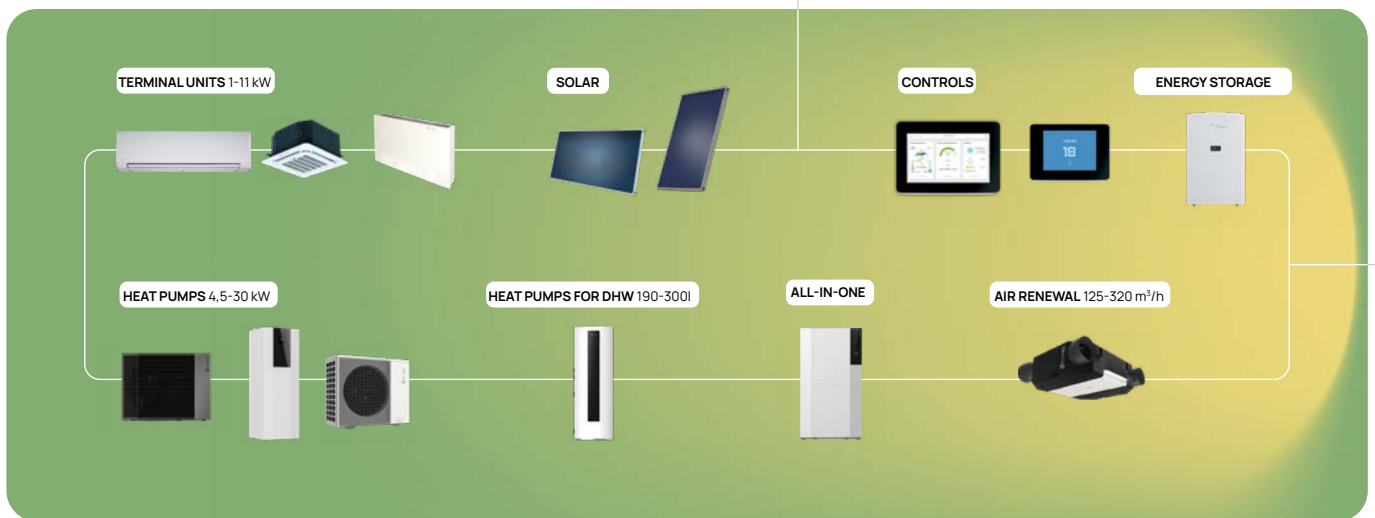 TERMINAL UNITS 1-11 kW
SOLAR
CONTROLS
ENERGY STORAGE
18
HEAT PUMPS 4,5-30 kW
HEAT PUMPS FOR DHW 190-300l
ALL-IN-ONE
AIR RENEWAL 125-320 m³/h